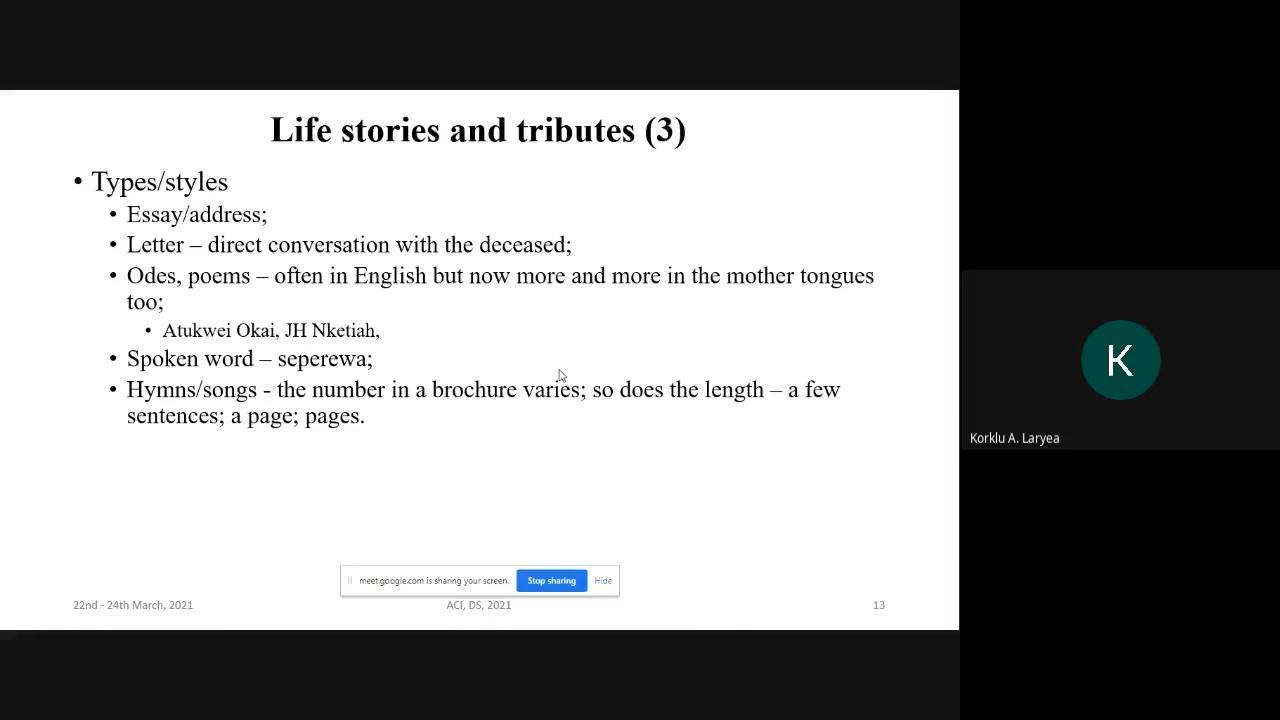 Life stories and tributes (3)
• Types/styles
• Essay/address;
• Letter – direct conversation with the deceased;
• Odes, poems – often in English but now more and more in the mother tongues
too;
• Atukwei Okai, JH Nketiah,
• Spoken word – seperewa;
• Hymns/songs - the number in a brochure varies; so does the length – a few
sentences; a page; pages.
meet.google.com is sharing your screen. Stop sharing Hide
22nd - 24th March, 2021 ACI, DS, 2021 13
K
Korklu A. Laryea